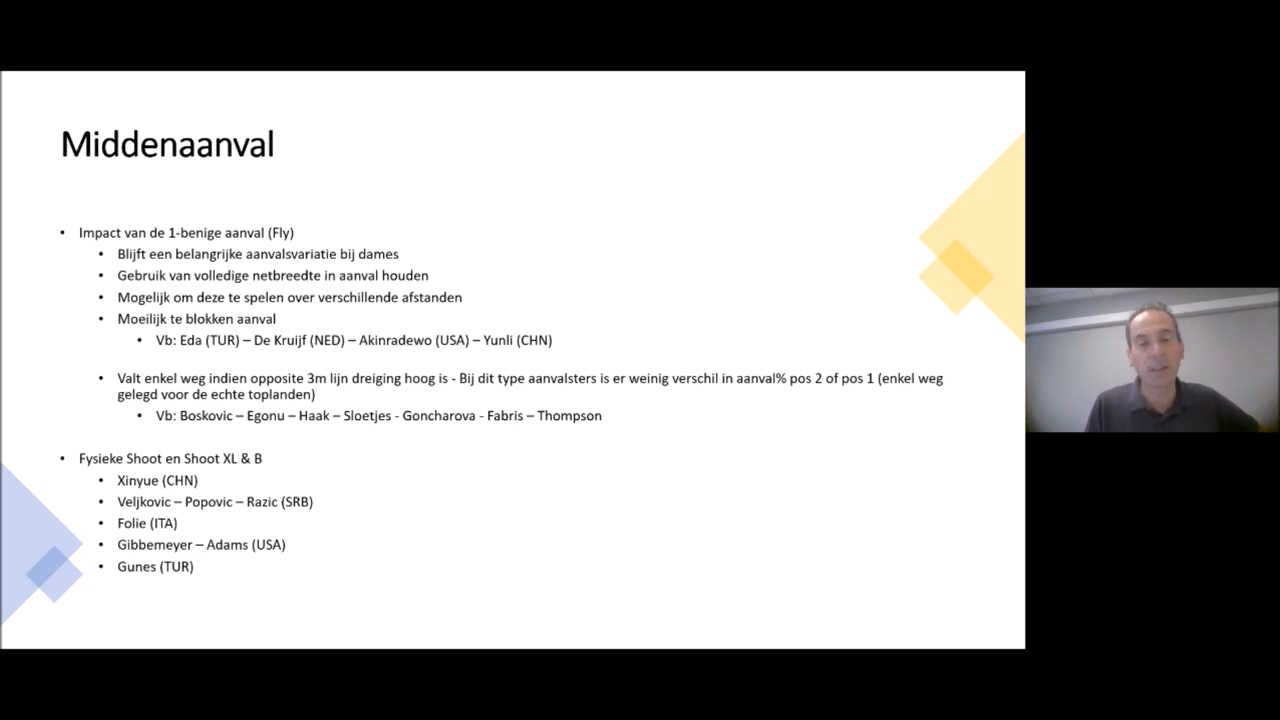 Middenaanval
• Impact van de 1-benige aanval (Fly)
• Blijft een belangrijke aanvalsvariatie bij dames
• Gebruik van volledige netbreedte in aanval houden
• Mogelijk om deze te spelen over verschillende afstanden
• Moeilijk te blokken aanval
• Vb: Eda (TUR) – De Kruijf (NED) – Akinradewo (USA) – Yunli (CHN)
• Valt enkel weg indien opposite 3m lijn dreiging hoog is - Bij dit type aanvalsters is er weinig verschil in aanval% pos 2 of pos 1 (enkel weg
gelegd voor de echte toplanden)
• Vb: Boskovic – Egonu – Haak – Sloetjes - Goncharova - Fabris – Thompson
• Fysieke Shoot en Shoot XL & B
• Xinyue (CHN)
• Veljkovic – Popovic – Razic (SRB)
• Folie (ITA)
• Gibbemeyer – Adams (USA)
• Gunes (TUR)